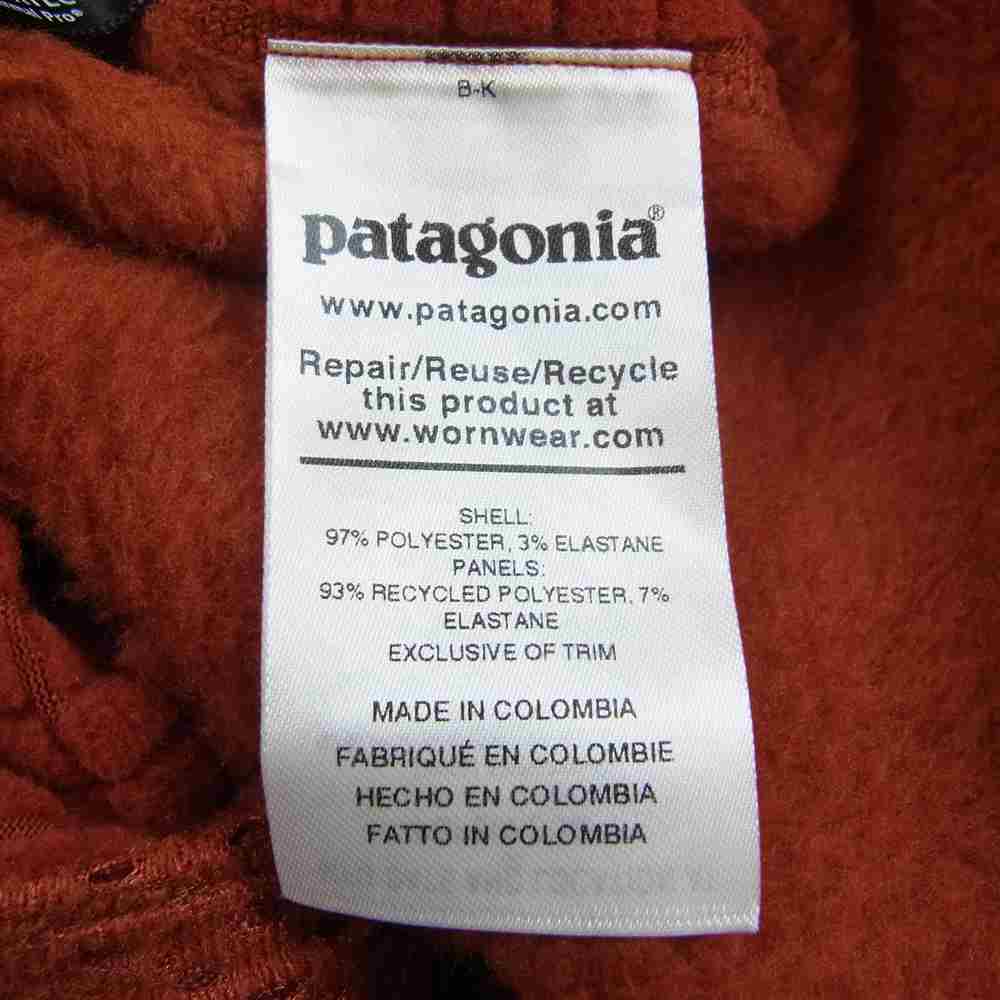 Pro®
B-K
patagonia®
www.patagonia.com
Repair/Reuse/Recycle
this product at
www.wornwear.com
SHELL:
97% POLYESTER, 3% ELASTANE
PANELS:
93% RECYCLED POLYESTER, 7%
ELASTANE
EXCLUSIVE OF TRIM
MADE IN COLOMBIA
FABRIQUÉ EN COLOMBIE
HECHO EN COLOMBIA
FATTO IN COLOMBIA